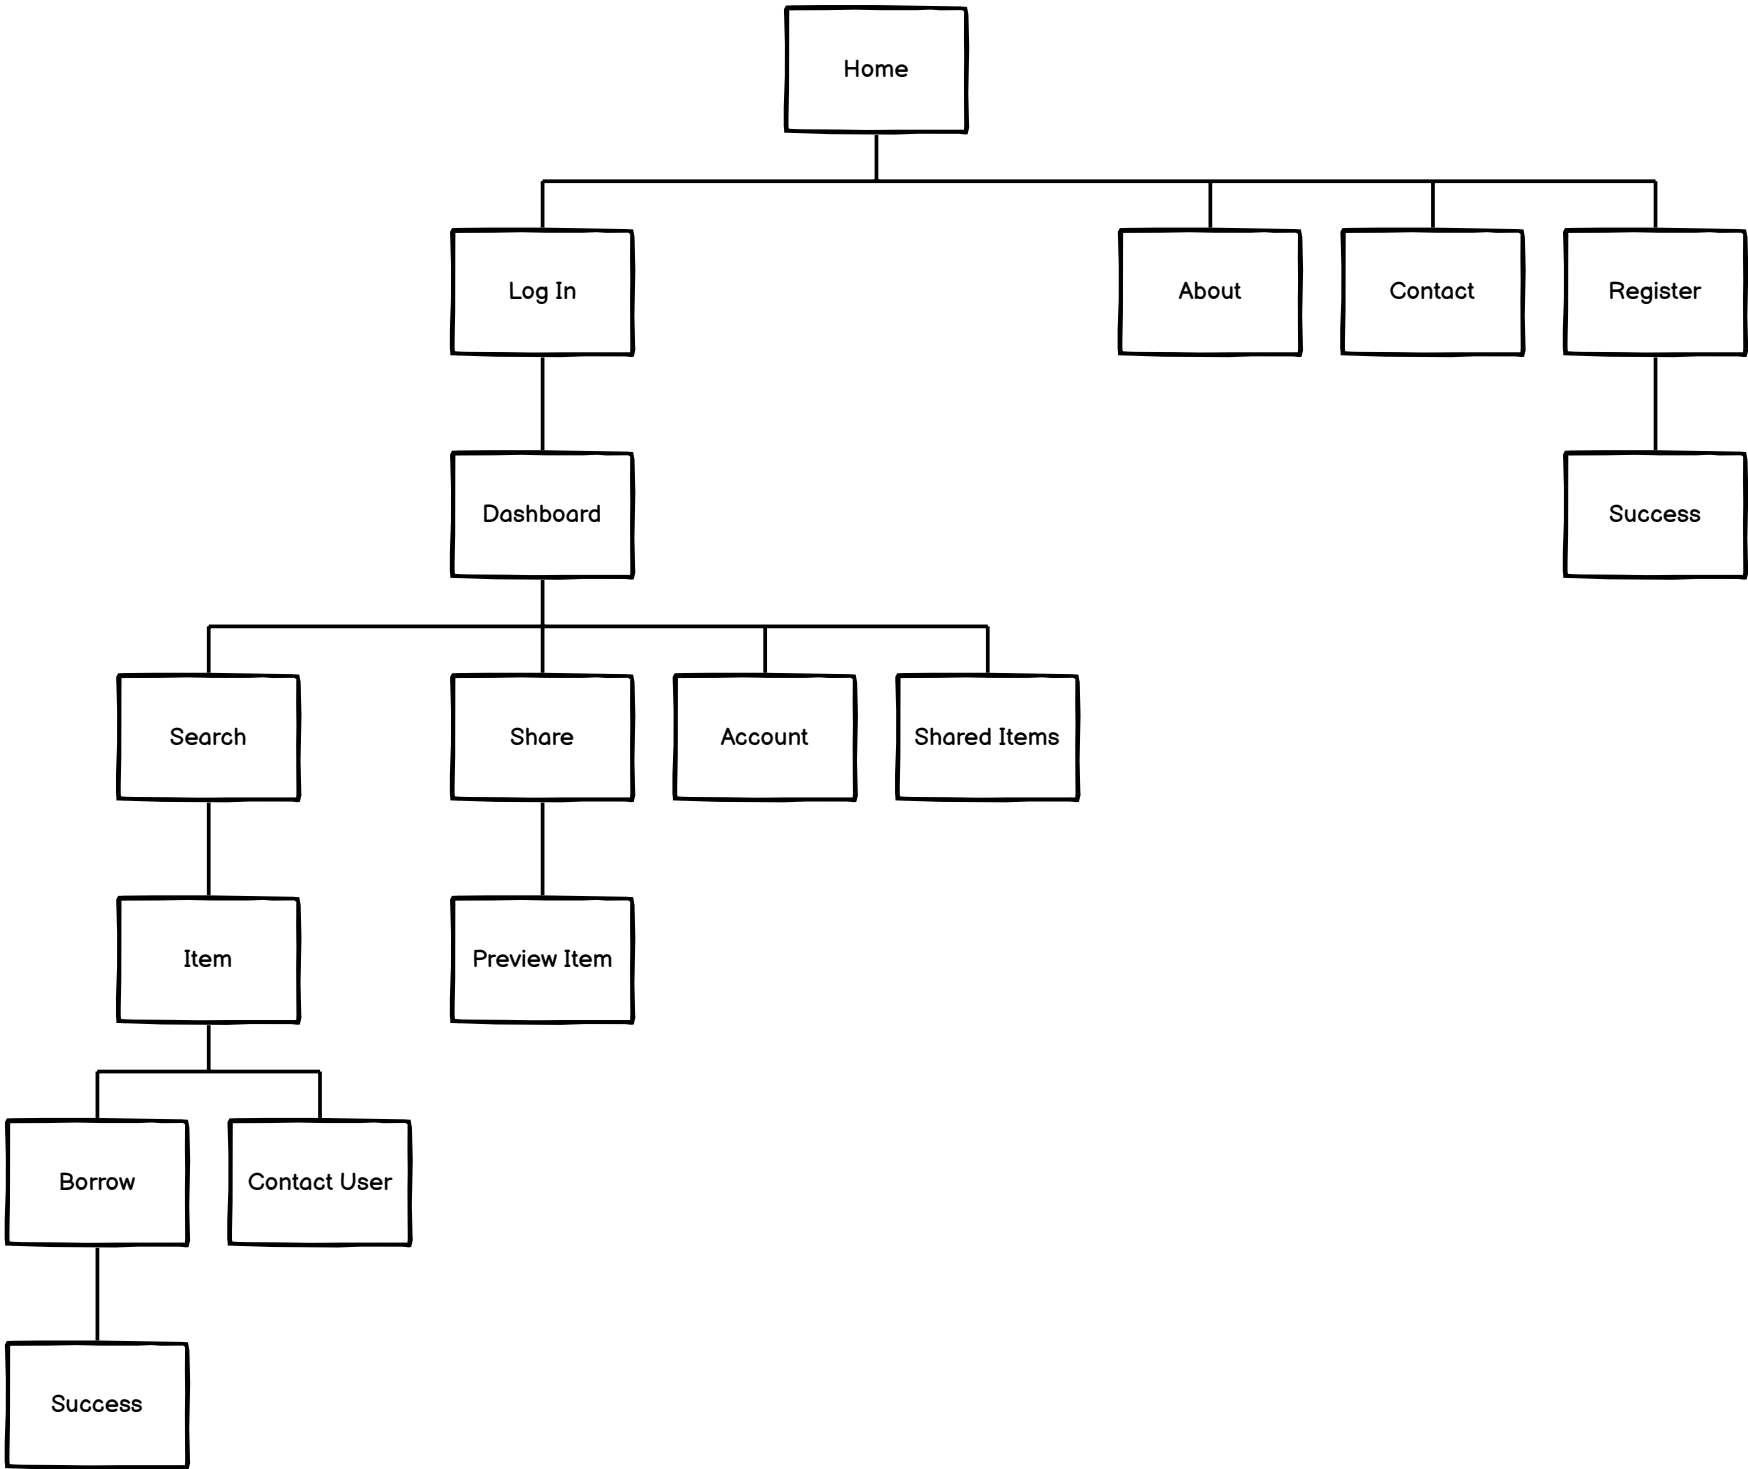 Home
Log In
About
Contact
Register
Dashboard
Success
Search
Share
Account
Shared Items
Item
Preview Item
Borrow
Contact User
Success